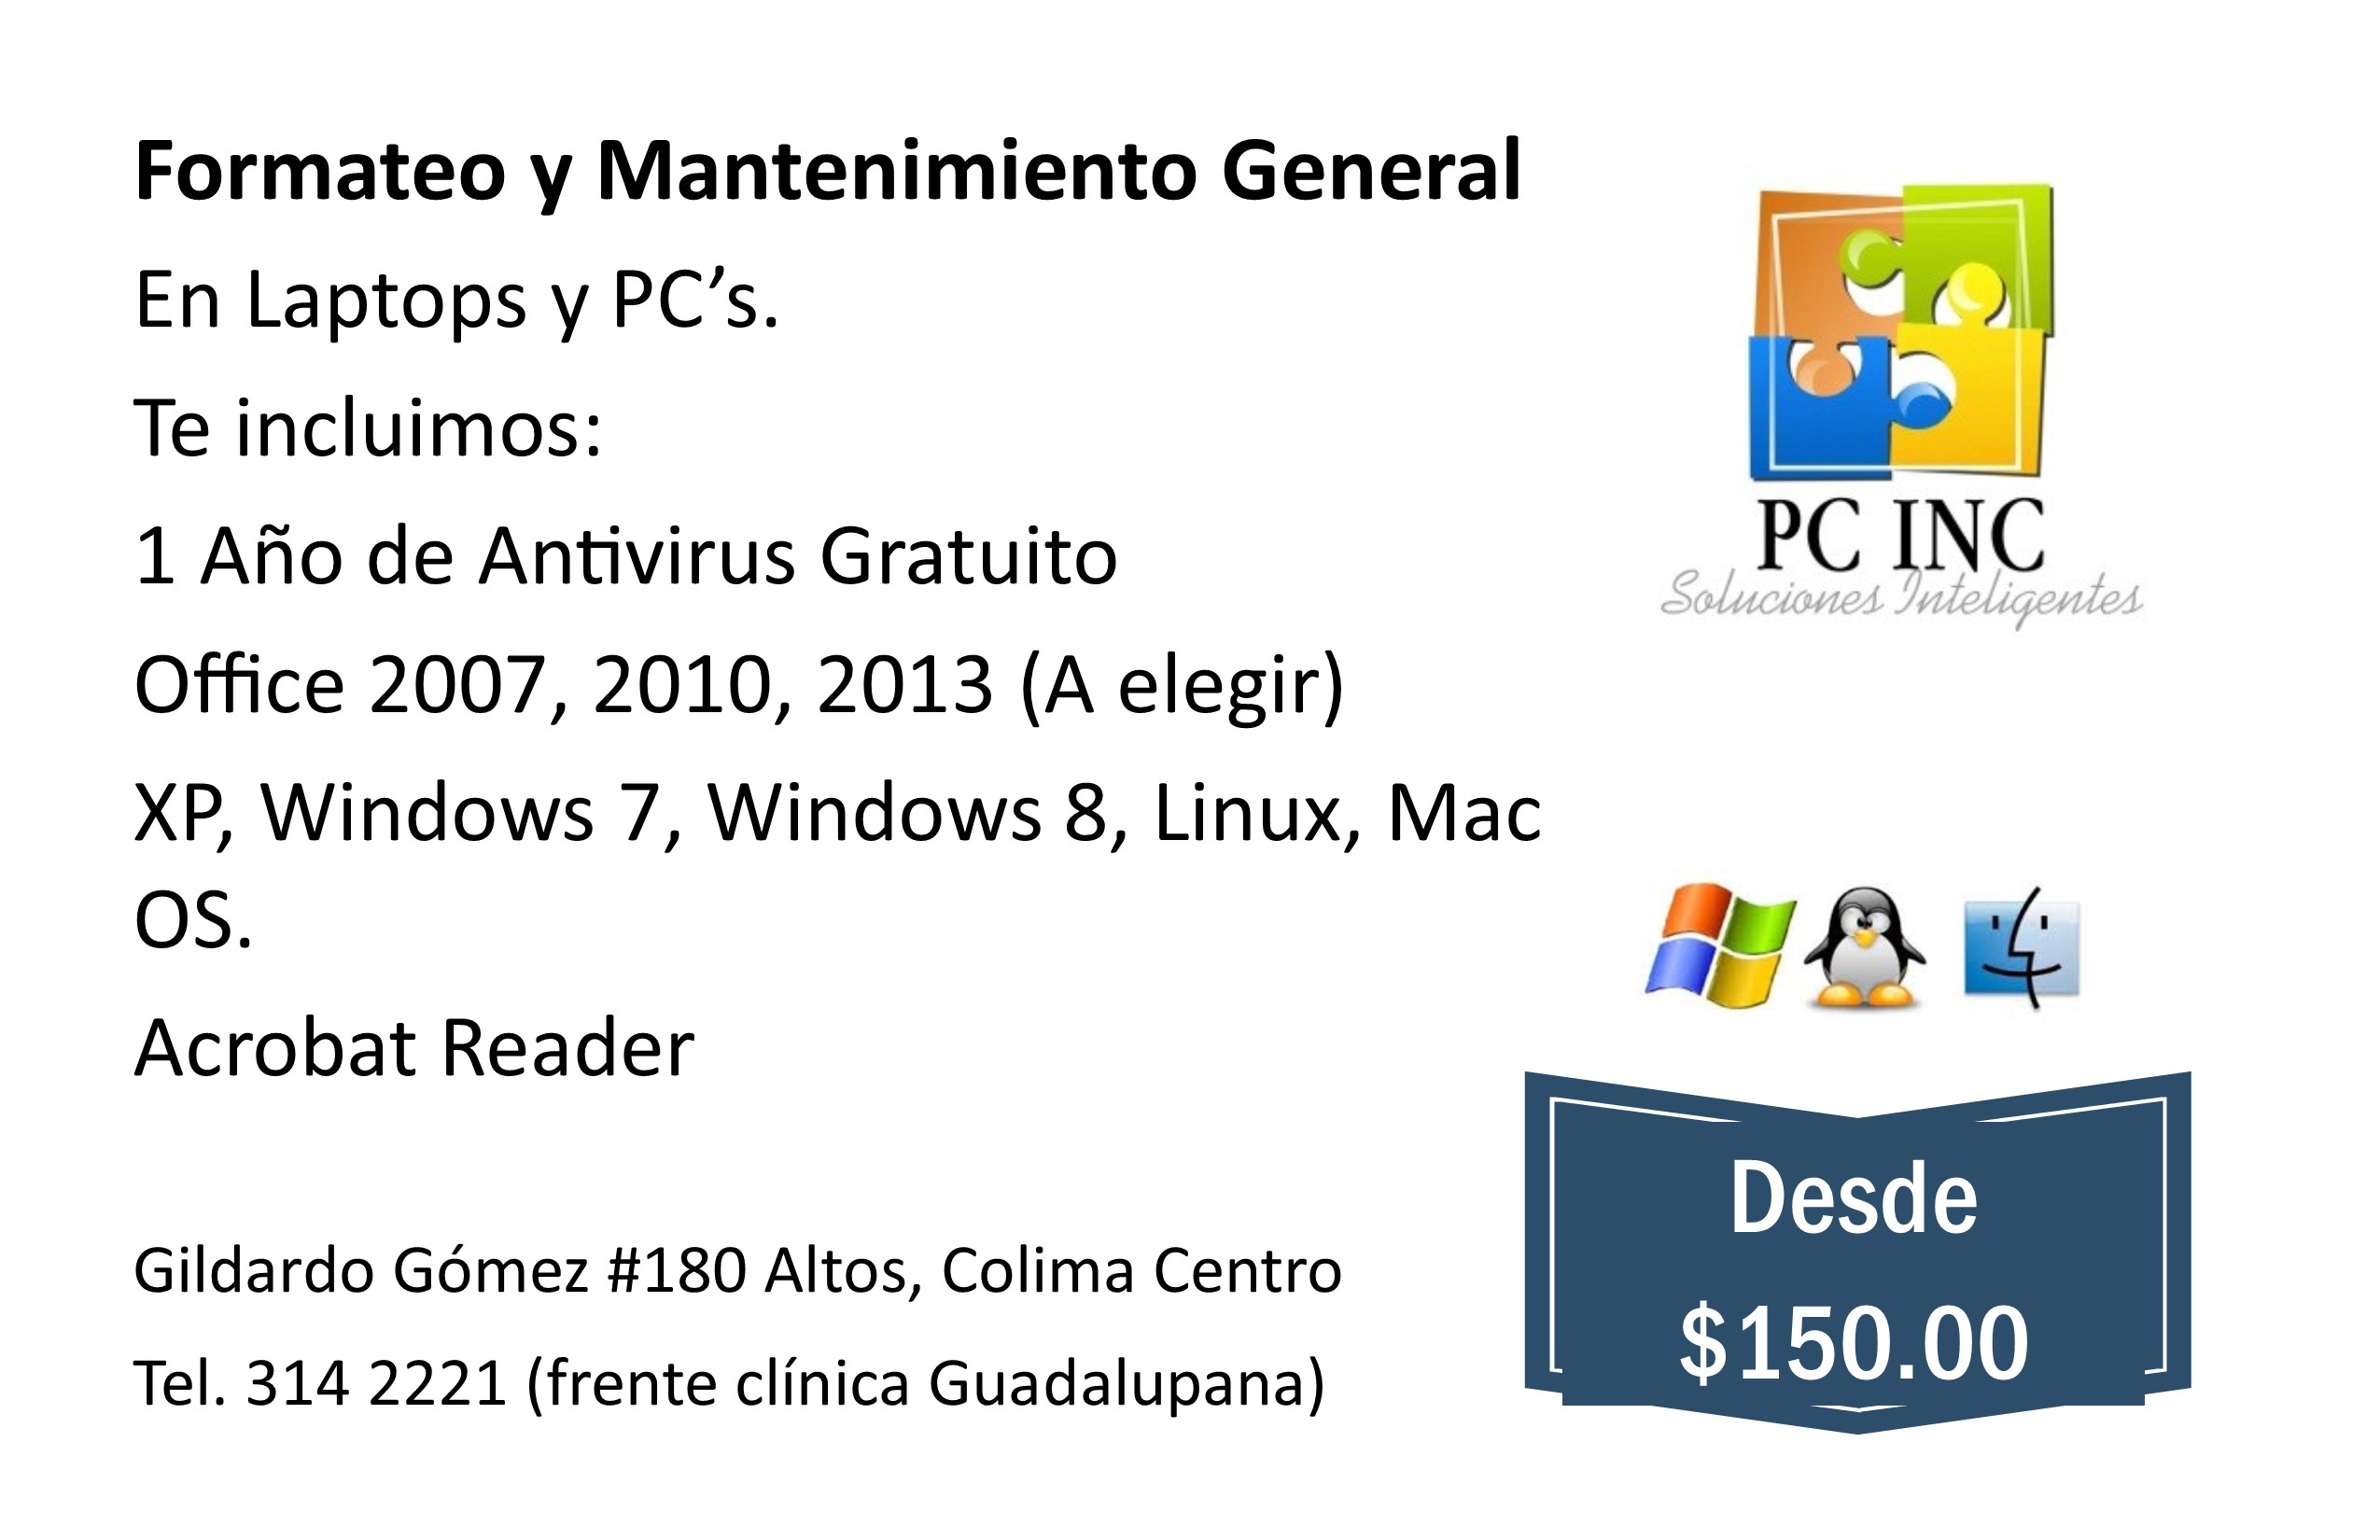 Formateo y Mantenimiento General
En Laptops y PC’s.
Te incluimos:
1 Año de Antivirus Gratuito
Office 2007, 2010, 2013 (A elegir)
XP, Windows 7, Windows 8, Linux, Mac
OS.
Acrobat Reader
Gildardo Gómez #180 Altos, Colima Centro
Tel. 314 2221 (frente clínica Guadalupana)
PC INC
Soluciones Inteligentes
Desde
$150.00